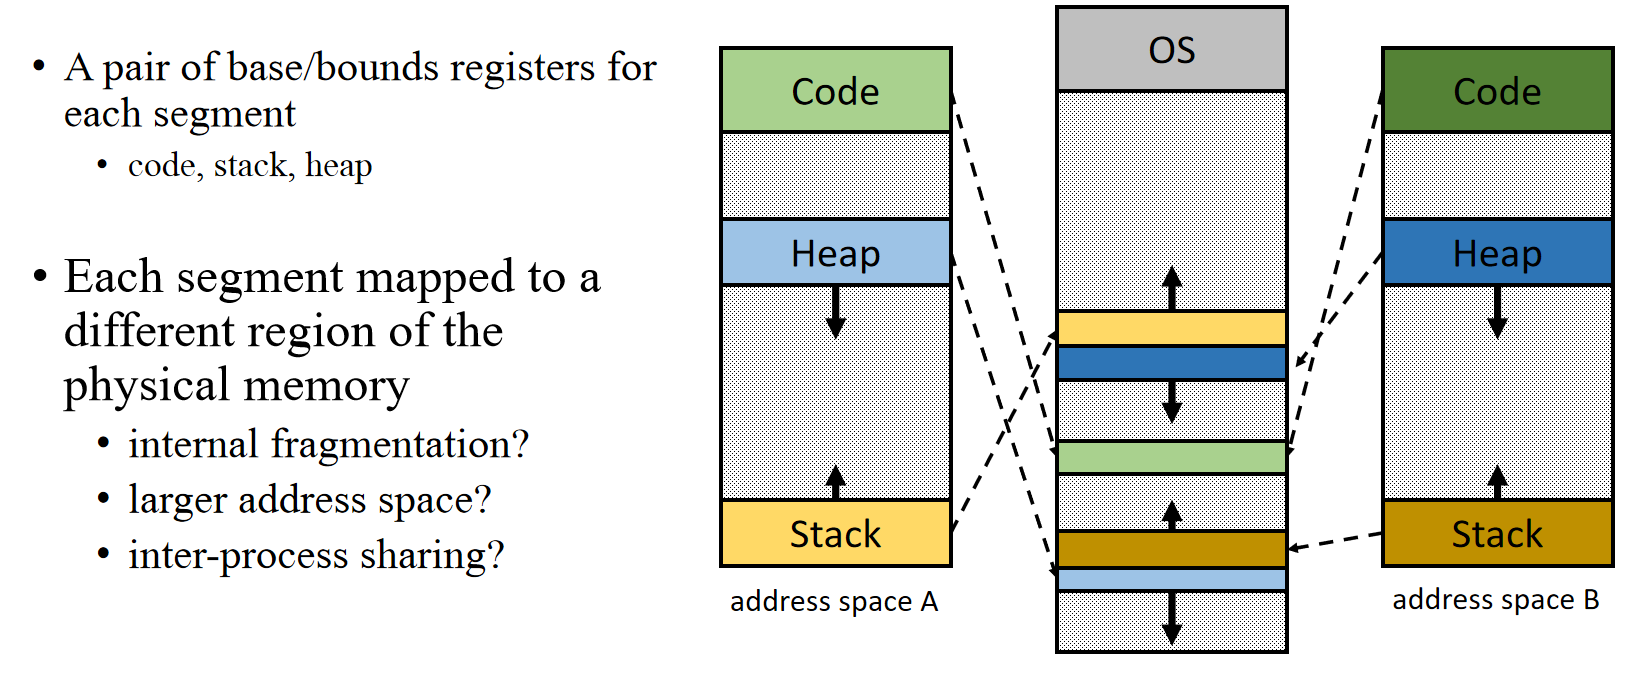 • A pair of base/bounds registers for
each segment
• code, stack, heap
• Each segment mapped to a
different region of the
physical memory
• internal fragmentation?
• larger address space?
• inter-process sharing?
Code
Heap
Stack
address space A
OS
Code
Heap
Stack
address space B